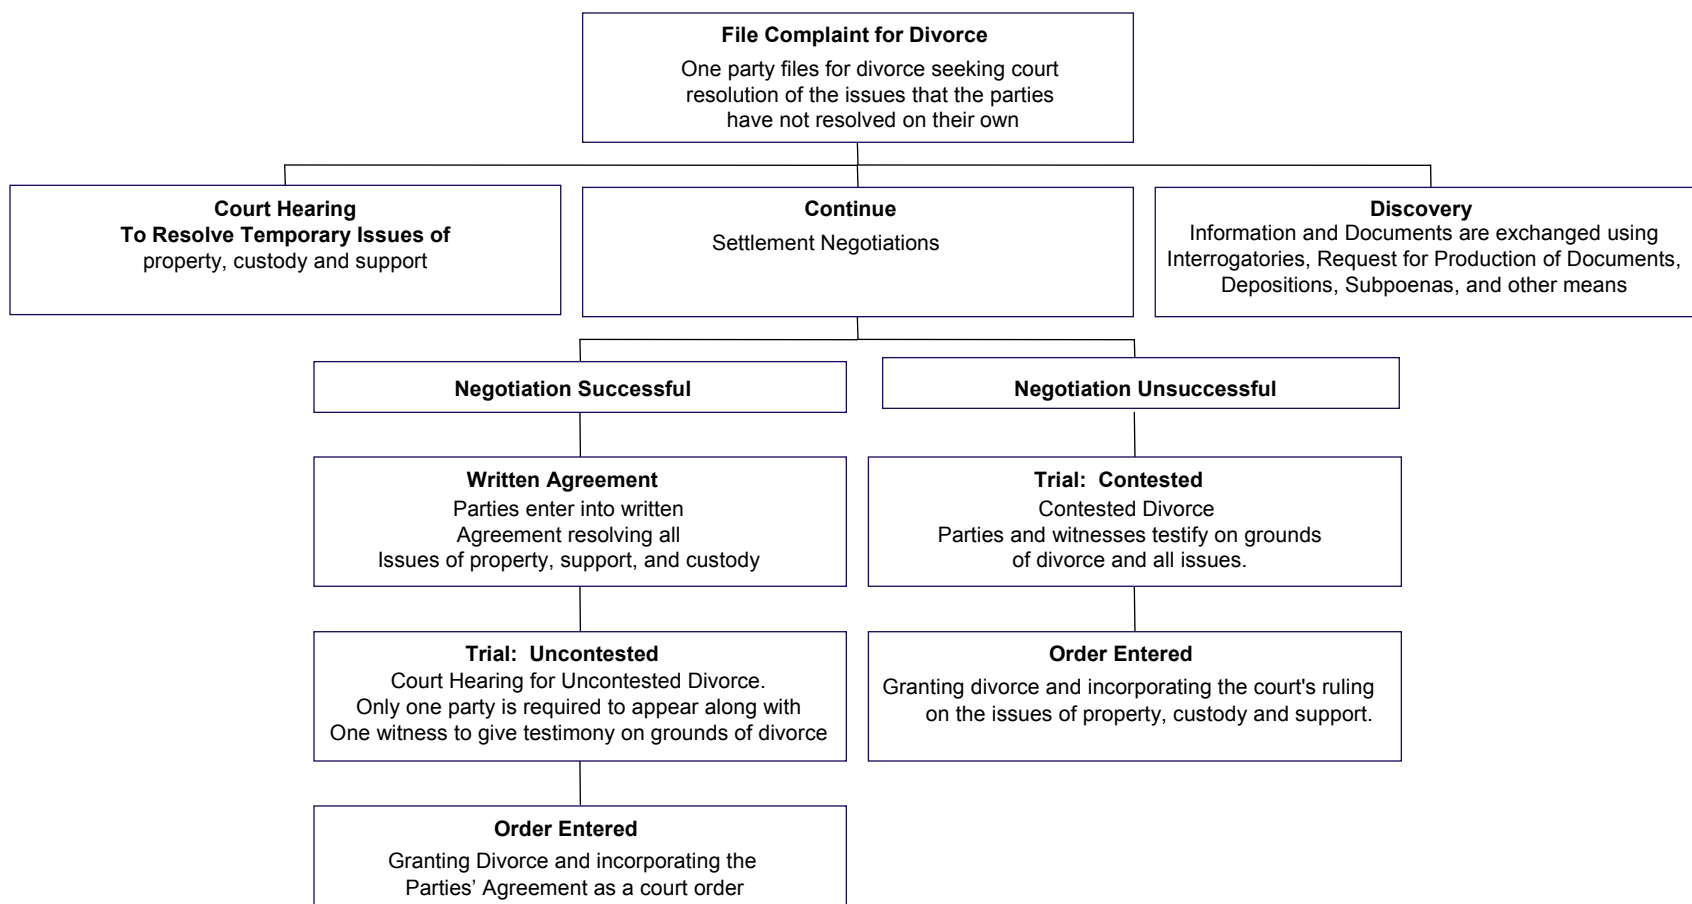 File Complaint for Divorce
One party files for divorce seeking court
resolution of the issues that the parties
have not resolved on their own
Court Hearing
To Resolve Temporary Issues of
property, custody and support
Continue
Settlement Negotiations
Discovery
Information and Documents are exchanged using
Interrogatories, Request for Production of Documents,
Depositions, Subpoenas, and other means
Negotiation Successful
Negotiation Unsuccessful
Written Agreement
Parties enter into written
Agreement resolving all
Issues of property, support, and custody
Trial: Contested
Contested Divorce
Parties and witnesses testify on grounds
of divorce and all issues.
Trial: Uncontested
Court Hearing for Uncontested Divorce.
Only one party is required to appear along with
One witness to give testimony on grounds of divorce
Order Entered
Granting divorce and incorporating the court's ruling
on the issues of property, custody and support.
Order Entered
Granting Divorce and incorporating the
Parties’ Agreement as a court order